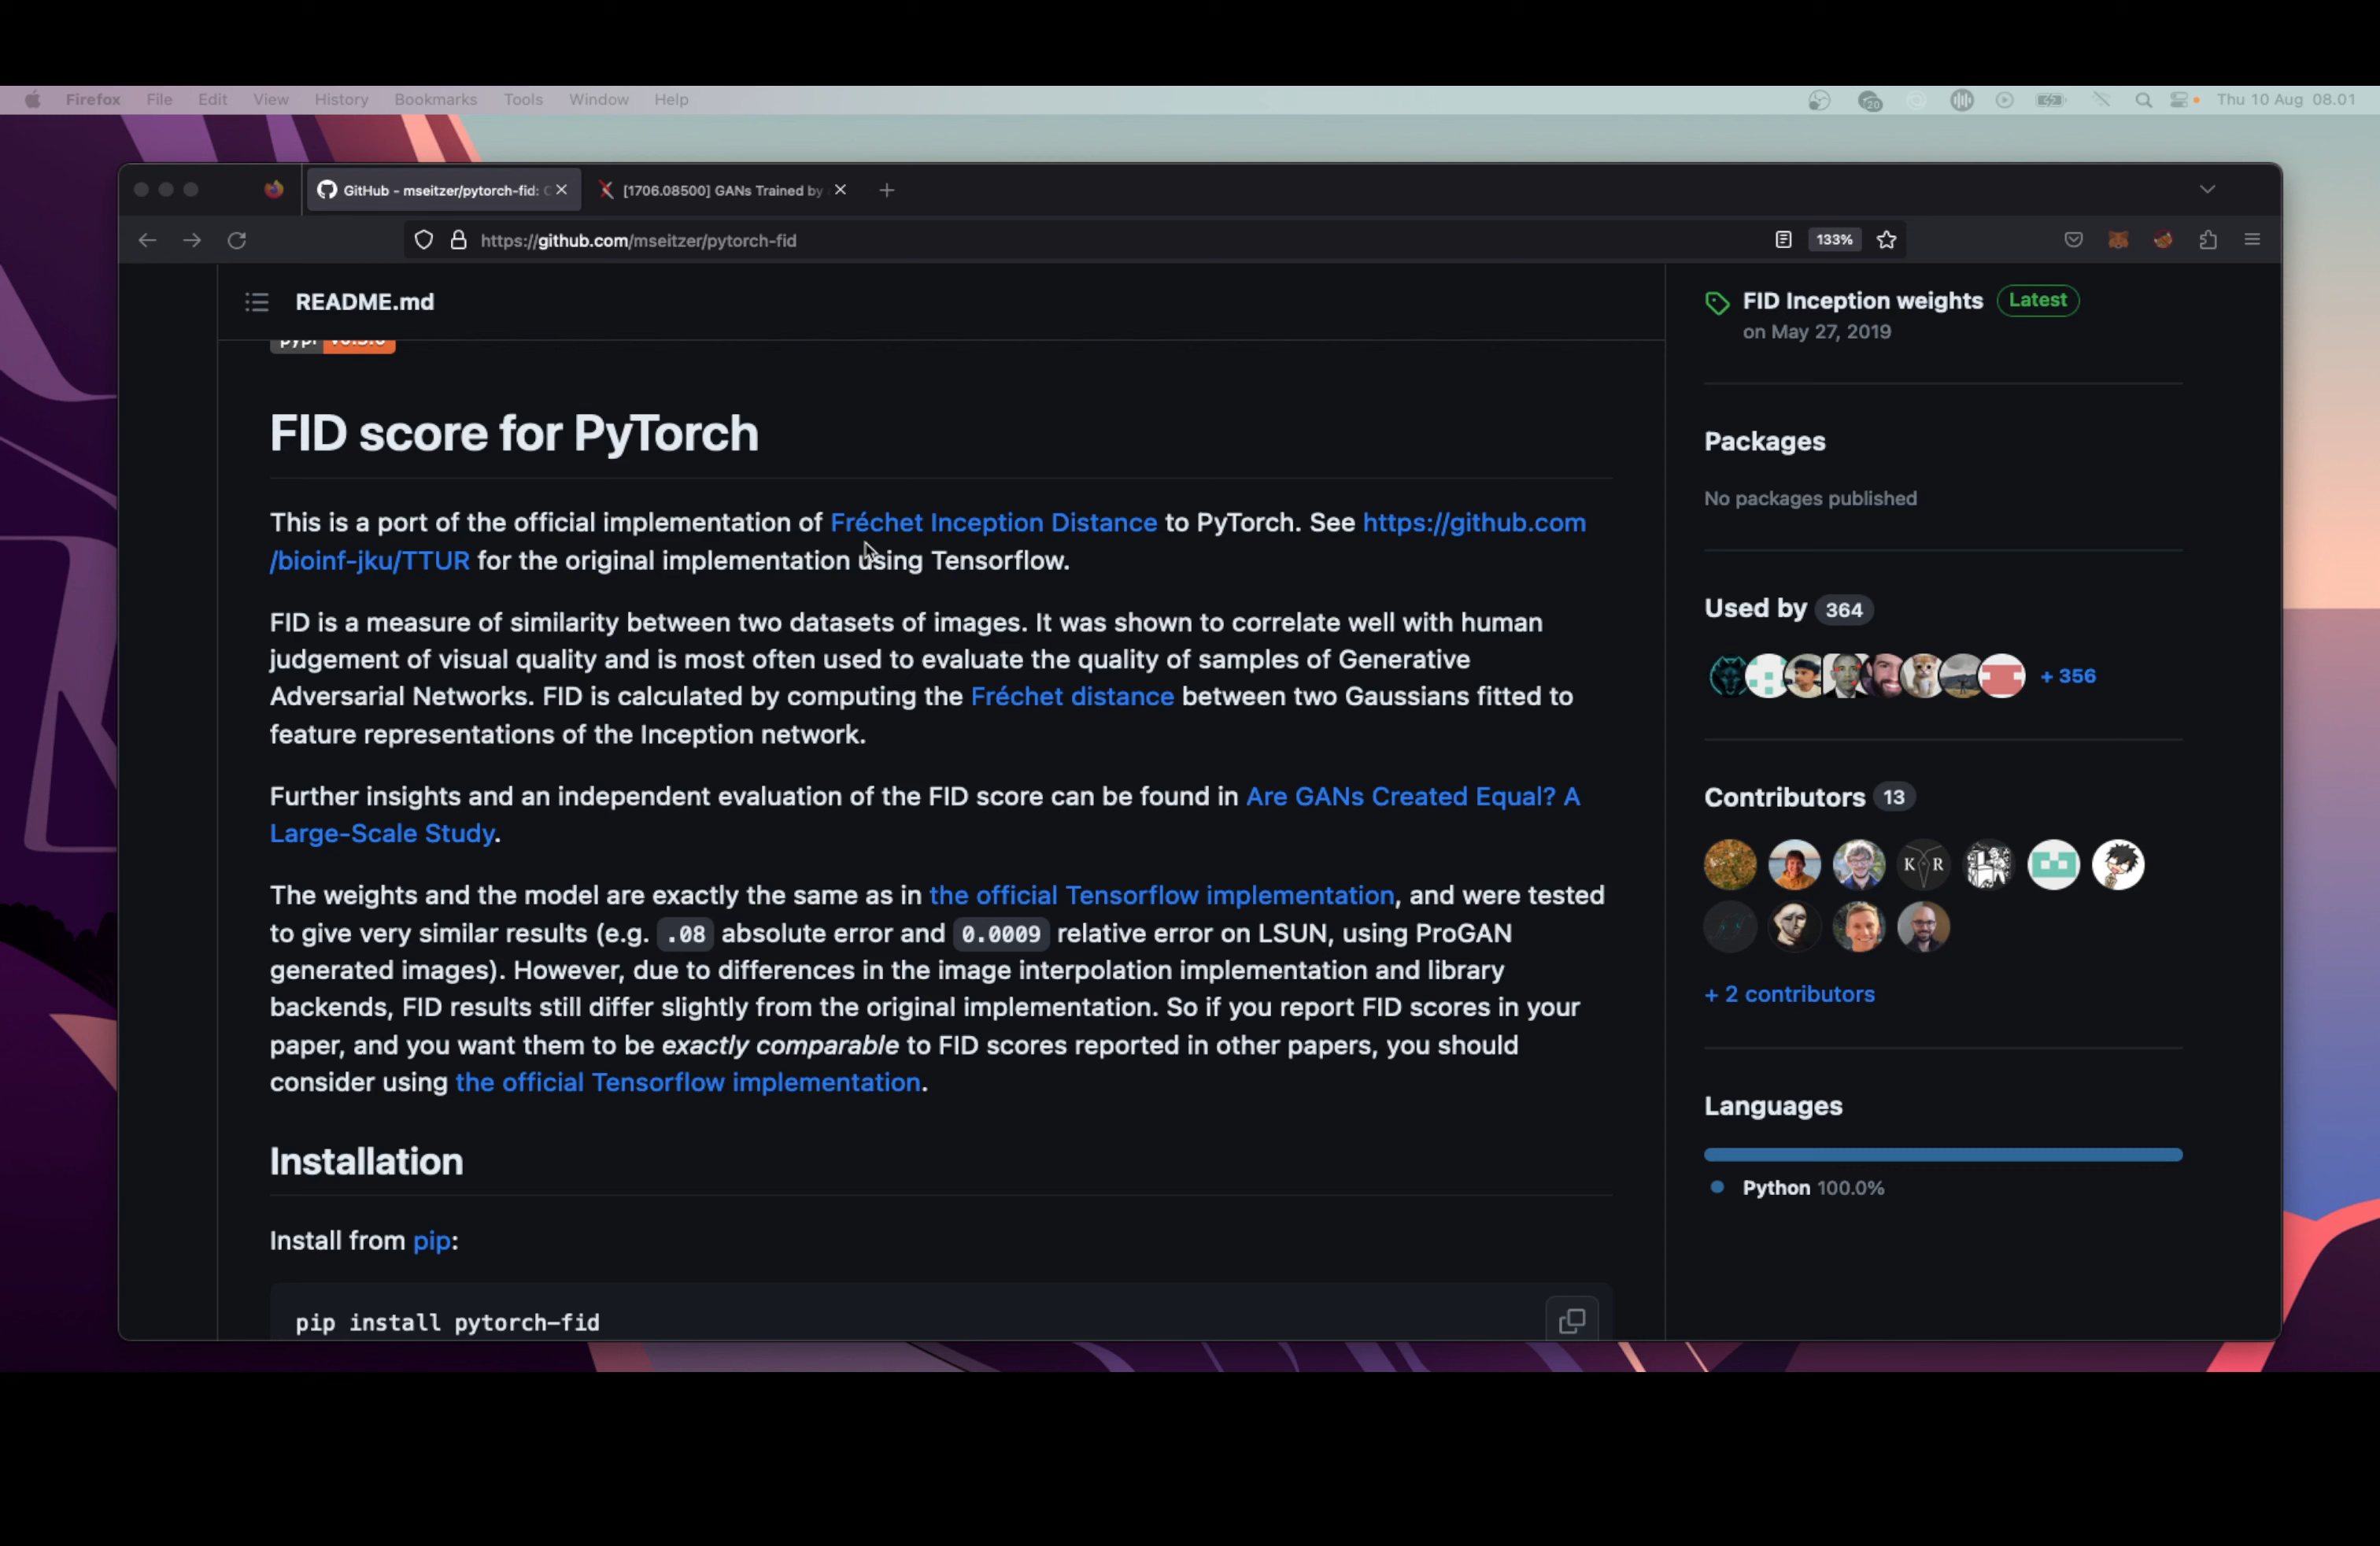 Firefox File Edit View History Bookmarks Tools Window Help
20
Thu 10 Aug 08.01
GitHub - mseitzer/pytorch-fid: C
[1706.08500] GANs Trained by
https://github.com/mseitzer/pytorch-fid
133%
README.md
FID score for PyTorch
This is a port of the official implementation of Fréchet Inception Distance to PyTorch. See https://github.com
/bioinf-jku/TTUR for the original implementation using Tensorflow.
FID is a measure of similarity between two datasets of images. It was shown to correlate well with human
judgement of visual quality and is most often used to evaluate the quality of samples of Generative
Adversarial Networks. FID is calculated by computing the Fréchet distance between two Gaussians fitted to
feature representations of the Inception network.
Further insights and an independent evaluation of the FID score can be found in Are GANs Created Equal? A
Large-Scale Study.
The weights and the model are exactly the same as in the official Tensorflow implementation, and were tested
to give very similar results (e.g. .08 absolute error and 0.0009 relative error on LSUN, using ProGAN
generated images). However, due to differences in the image interpolation implementation and library
backends, FID results still differ slightly from the original implementation. So if you report FID scores in your
paper, and you want them to be exactly comparable to FID scores reported in other papers, you should
consider using the official Tensorflow implementation.
Installation
Install from pip:
pip install pytorch-fid
FID Inception weights Latest
on May 27, 2019
Packages
No packages published
Used by 364
+ 356
Contributors 13
K R
+ 2 contributors
Languages
Python 100.0%